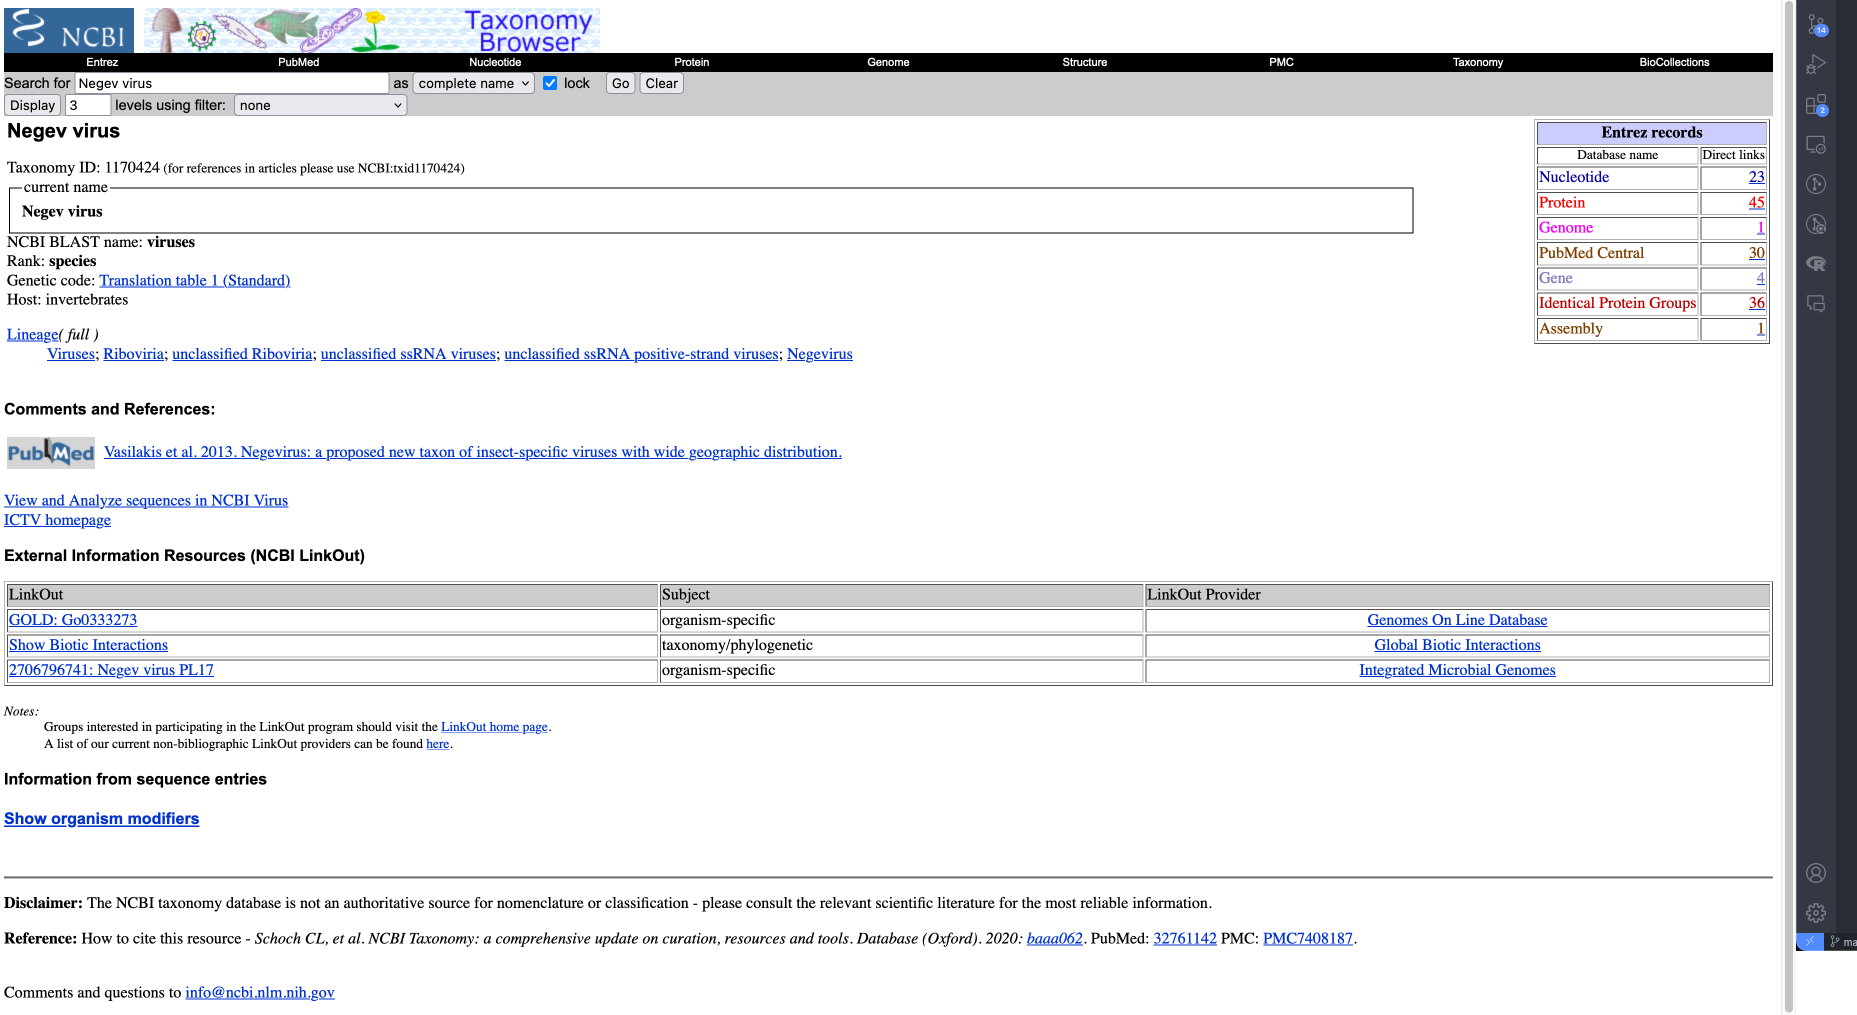 NCBI
Taxonomy
Browser
Entrez PubMed Nucleotide Protein Genome Structure PMC Taxonomy BioCollections
Search for Negev virus as complete name lock Go Clear
Display 3 levels using filter: none
Negev virus
Taxonomy ID: 1170424 (for references in articles please use NCBI:txid1170424)
current name
Negev virus
NCBI BLAST name: viruses
Rank: species
Genetic code: Translation table 1 (Standard)
Host: invertebrates
Lineage( full )
Viruses; Riboviria; unclassified Riboviria; unclassified ssRNA viruses; unclassified ssRNA positive-strand viruses; Negevirus
Entrez records
Database name Direct links
Nucleotide 23
Protein 45
Genome 1
PubMed Central 30
Gene 4
Identical Protein Groups 36
Assembly 1
Comments and References:
PubMed Vasilakis et al. 2013. Negevirus: a proposed new taxon of insect-specific viruses with wide geographic distribution.
View and Analyze sequences in NCBI Virus
ICTV homepage
External Information Resources (NCBI LinkOut)
LinkOut Subject LinkOut Provider
GOLD: Go0333273 organism-specific Genomes On Line Database
Show Biotic Interactions taxonomy/phylogenetic Global Biotic Interactions
2706796741: Negev virus PL17 organism-specific Integrated Microbial Genomes
Notes:
Groups interested in participating in the LinkOut program should visit the LinkOut home page.
A list of our current non-bibliographic LinkOut providers can be found here.
Information from sequence entries
Show organism modifiers
Disclaimer: The NCBI taxonomy database is not an authoritative source for nomenclature or classification - please consult the relevant scientific literature for the most reliable information.
Reference: How to cite this resource - Schoch CL, et al. NCBI Taxonomy: a comprehensive update on curation, resources and tools. Database (Oxford). 2020: baaa062. PubMed: 32761142 PMC: PMC7408187.
Comments and questions to info@ncbi.nlm.nih.gov
14
2
R
ma